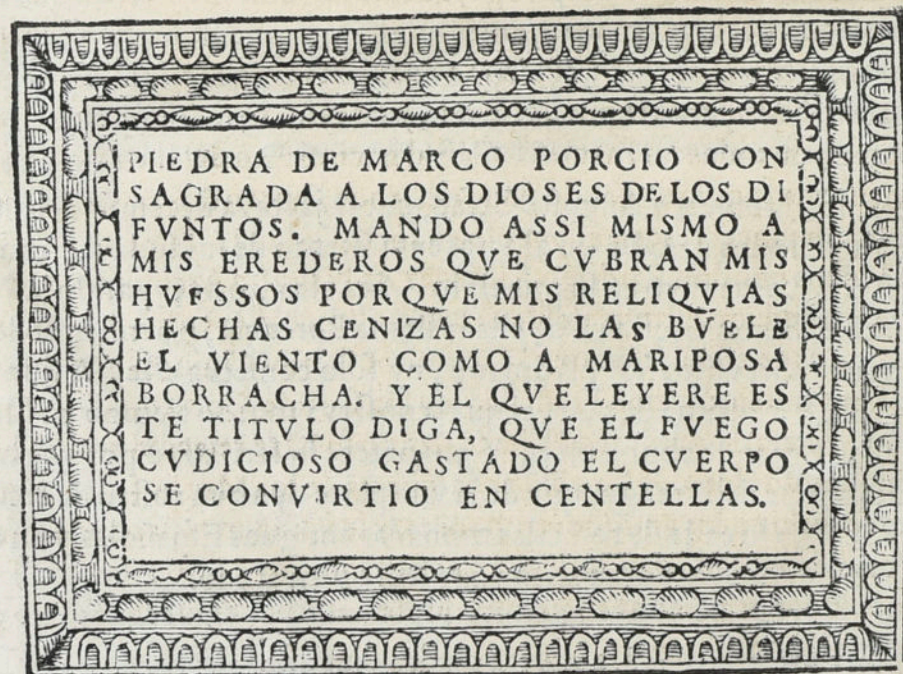 PIEDRA DE MARCO PORCIO CON
SAGRADA A LOS DIOSES DELOS DI
FVNTOS: MANDO ASSI MISMO A
MIS EREDEROS QVE CVBRAN MIS
HVESSOS PORQVE MIS RELIQVIAS
HECHAS CENIZAS NO LAS BVELE
EL VIENTO COMO A MARIPOSA
BORRACHA, Y EL QVE LEYERE ES
TE TITVLO DIGA, QVE EL FVEGO
CVDICIOSO GASTADO EL CVERPO
SE CONVIRTIO EN CENTELLAS.